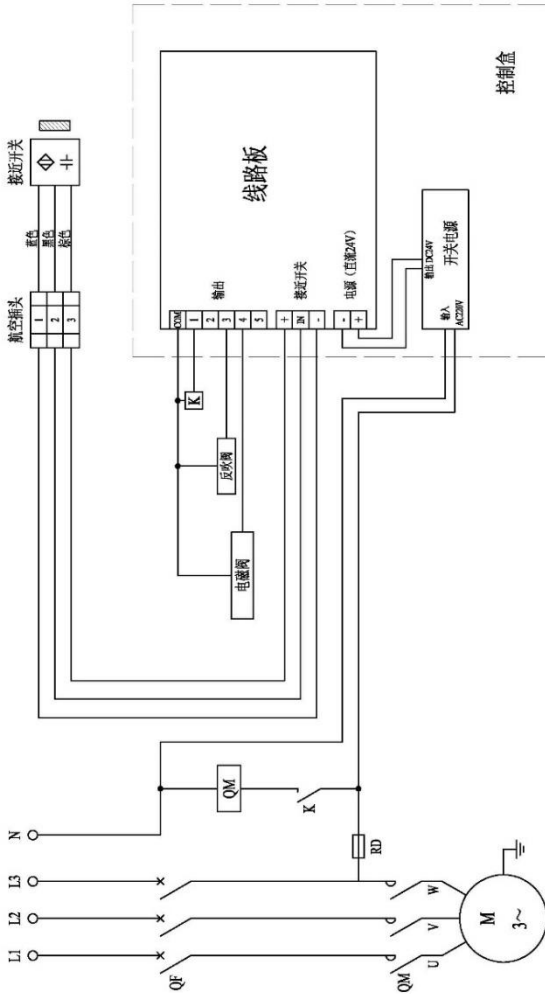 L1
L2
L3
N
QF
QM
U
V
W
M
3~
RD
QM
K
航空插头
1
2
3
蓝色
黑色
棕色
接近开关
电磁阀
反吹阀
K
COM
1
2
3
4
5
输出
+
IN
-
接近开关
-
+
电源（直流24V）
线路板
输入
AC220V
输出 DC24V
开关电源
控制盒